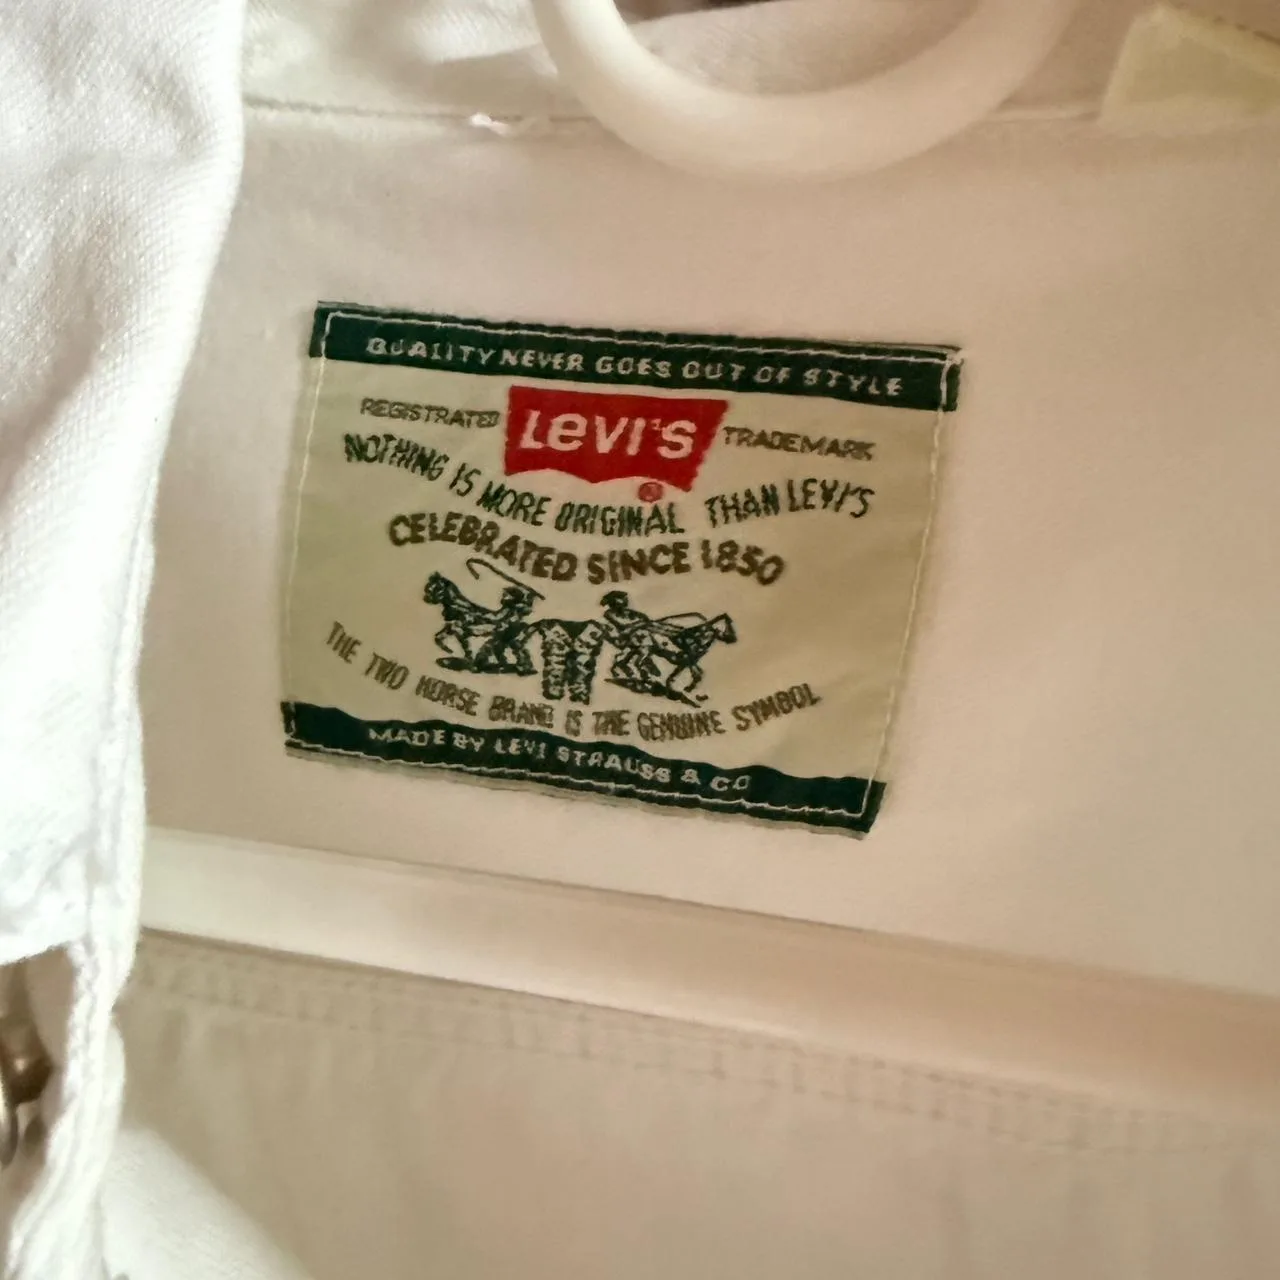 QUALITY NEVER GOES OUT OF STYLE
REGISTRATED LEVI'S TRADEMARK
®
NOTHING IS MORE ORIGINAL THAN LEVI'S
CELEBRATED SINCE 1850
THE TWO HORSE BRAND IS THE GENUINE SYMBOL
MADE BY LEVI STRAUSS & CO